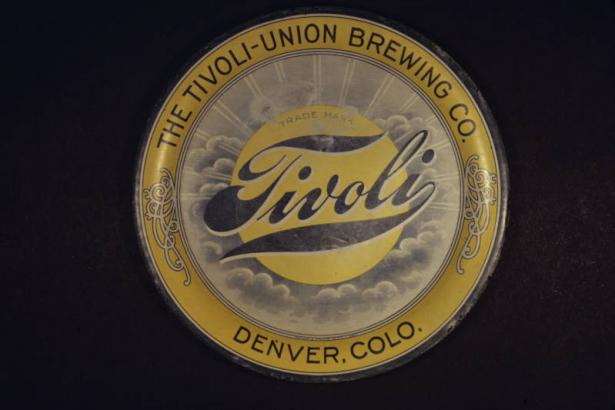 THE TIVOLI-UNION BREWING CO.
TRADE MARK
Tivoli
DENVER, COLO.